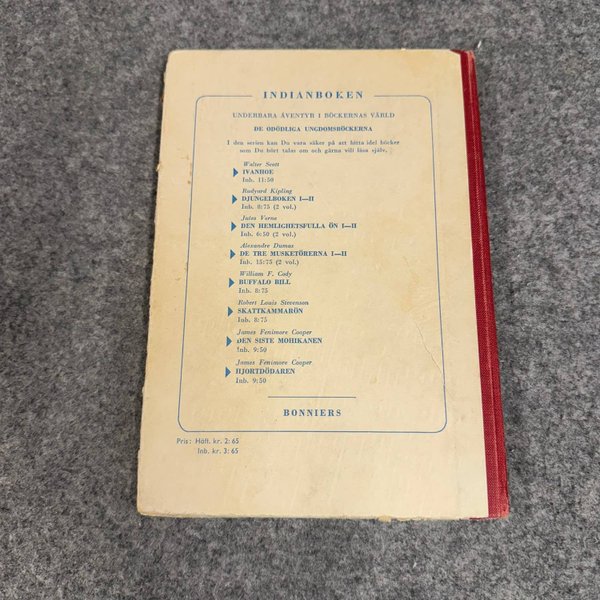 INDIANBOKEN
UNDERBARA ÄVENTYR I BÖCKERNAS VÄRLD
DE ODÖDLIGA UNGDOMSBÖCKERNA
I den serien kan Du vara säker på att hitta idel böcker
som Du hört talas om och gärna vill läsa själv.
Walter Scott
IVANHOE
Inb. 11:50
Rudyard Kipling
DJUNGELBOKEN I—II
Inb. 8:75 (2 vol.)
Jules Verne
DEN HEMLIGHETSFULLA ÖN I—II
Inb. 6:50 (2 vol.)
Alexandre Dumas
DE TRE MUSKETÖRERNA I—II
Inb. 15:75 (2 vol.)
William F. Cody
BUFFALO BILL
Inb. 8:75
Robert Louis Stevenson
SKATTKAMMARÖN
Inb. 8:75
James Fenimore Cooper
DEN SISTE MOHIKANEN
Inb. 9:50
James Fenimore Cooper
HJORTDÖDAREN
Inb. 9:50
BONNIERS
Pris: Häft. kr. 2:65
Inb. kr. 3:65